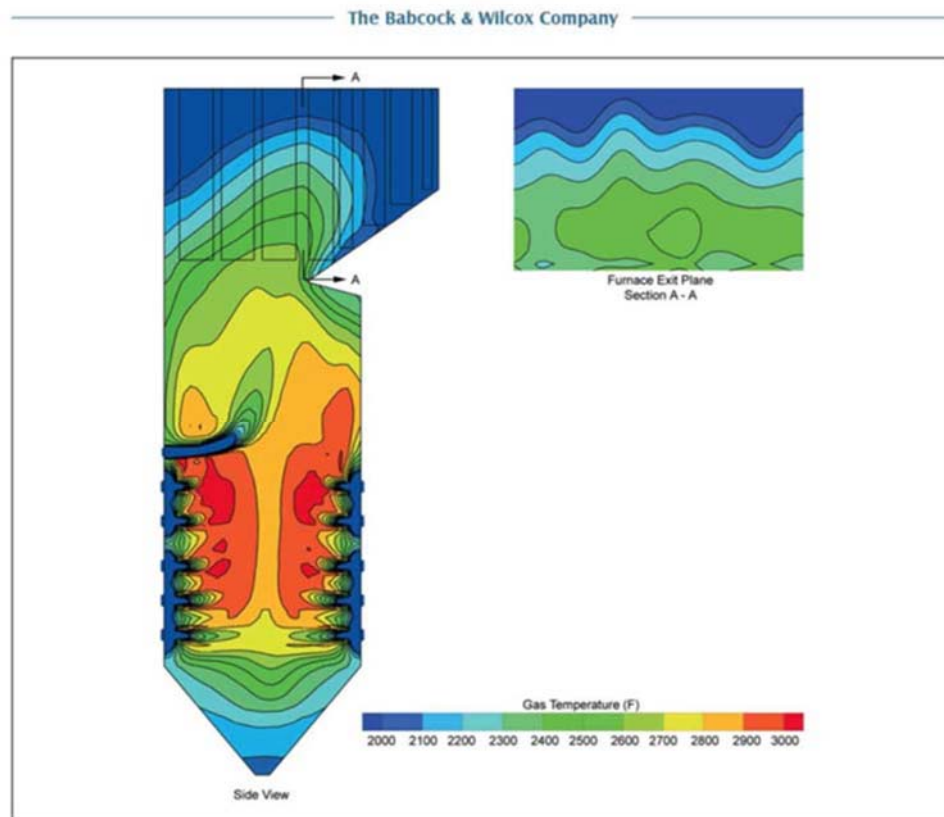 The Babcock & Wilcox Company
A
A
Furnace Exit Plane
Section A - A
Gas Temperature (F)
2000 2100 2200 2300 2400 2500 2600 2700 2800 2900 3000
Side View